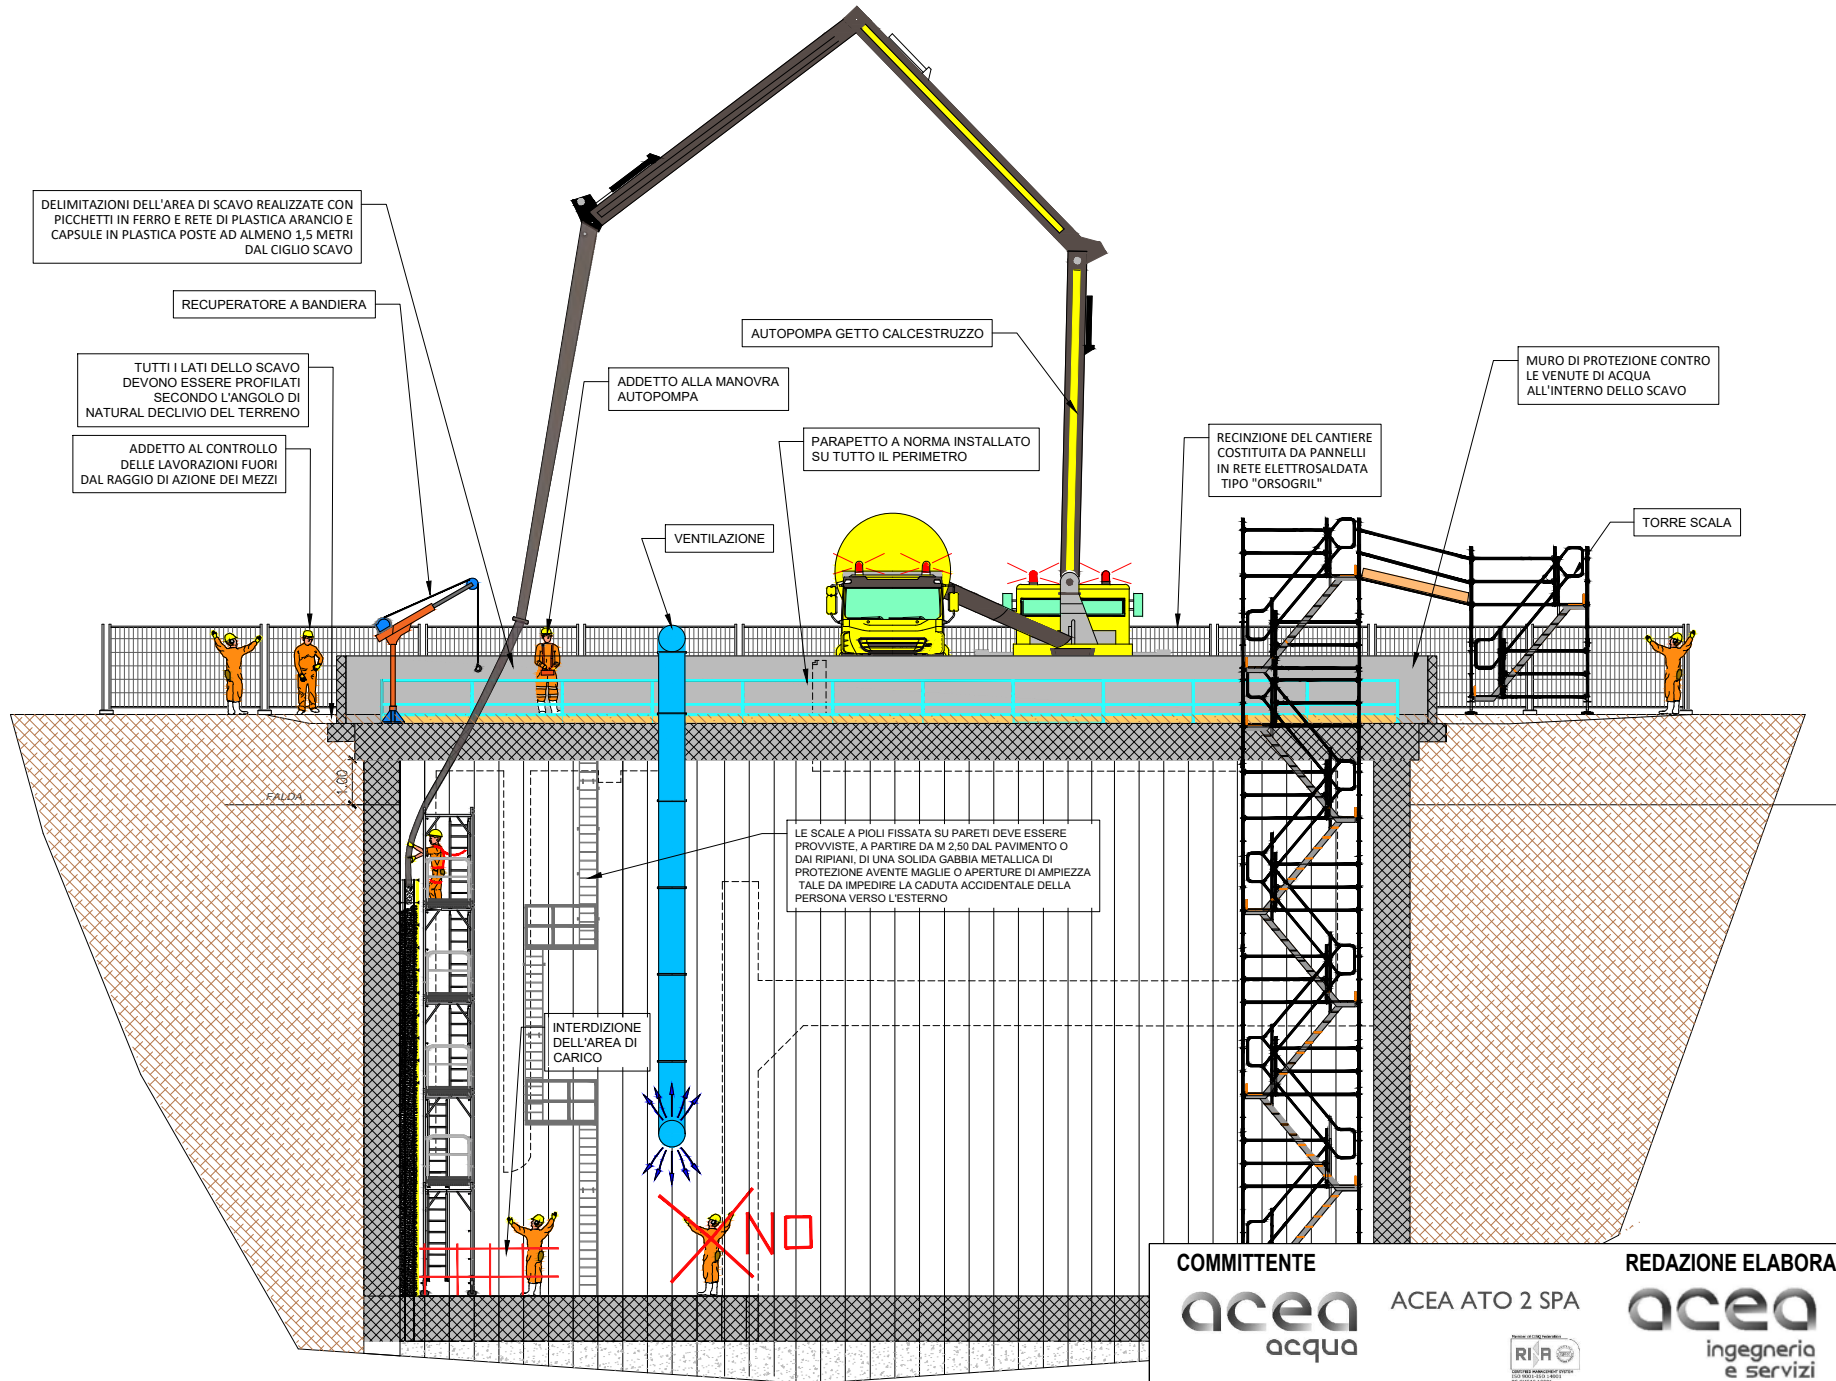 DELIMITAZIONI DELL'AREA DI SCAVO REALIZZATE CON
PICCHETTI IN FERRO E RETE DI PLASTICA ARANCIO E
CAPSULE IN PLASTICA POSTE AD ALMENO 1,5 METRI
DAL CIGLIO SCAVO
RECUPERATORE A BANDIERA
TUTTI I LATI DELLO SCAVO
DEVONO ESSERE PROFILATI
SECONDO L'ANGOLO DI
NATURAL DECLIVIO DEL TERRENO
ADDETTO AL CONTROLLO
DELLE LAVORAZIONI FUORI
DAL RAGGIO DI AZIONE DEI MEZZI
ADDETTO ALLA MANOVRA
AUTOPOMPA
AUTOPOMPA GETTO CALCESTRUZZO
PARAPETTO A NORMA INSTALLATO
SU TUTTO IL PERIMETRO
VENTILAZIONE
MURO DI PROTEZIONE CONTRO
LE VENUTE DI ACQUA
ALL'INTERNO DELLO SCAVO
RECINZIONE DEL CANTIERE
COSTITUITA DA PANNELLI
IN RETE ELETTROSALDATA
TIPO "ORSOGRIL"
TORRE SCALA
1,00
FALDA
LE SCALE A PIOLI FISSATA SU PARETI DEVE ESSERE
PROVVISTE, A PARTIRE DA M 2,50 DAL PAVIMENTO O
DAI RIPIANI, DI UNA SOLIDA GABBIA METALLICA DI
PROTEZIONE AVENTE MAGLIE O APERTURE DI AMPIEZZA
TALE DA IMPEDIRE LA CADUTA ACCIDENTALE DELLA
PERSONA VERSO L'ESTERNO
INTERDIZIONE
DELL'AREA DI
CARICO
NO
COMMITTENTE
acea
acqua
ACEA ATO 2 SPA
RINA
REDAZIONE ELABORA
acea
ingegneria
e servizi